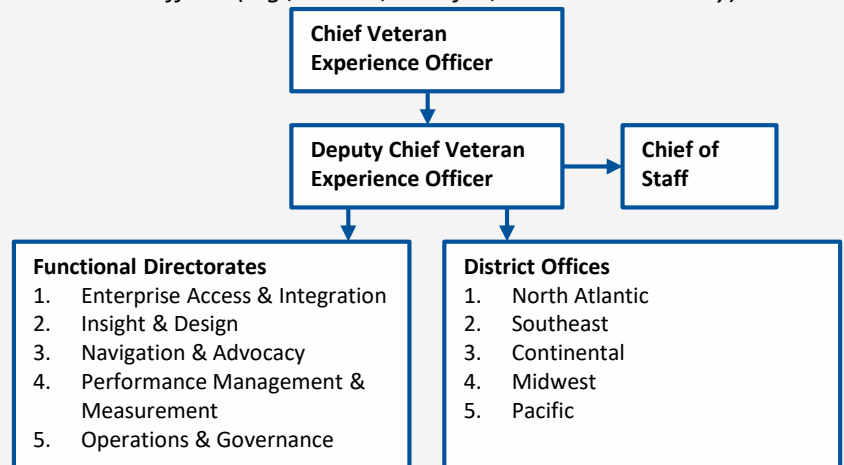 Chief Veteran
Experience Officer
Deputy Chief Veteran
Experience Officer
Chief of
Staff
Functional Directorates
1. Enterprise Access & Integration
2. Insight & Design
3. Navigation & Advocacy
4. Performance Management &
Measurement
5. Operations & Governance
District Offices
1. North Atlantic
2. Southeast
3. Continental
4. Midwest
5. Pacific